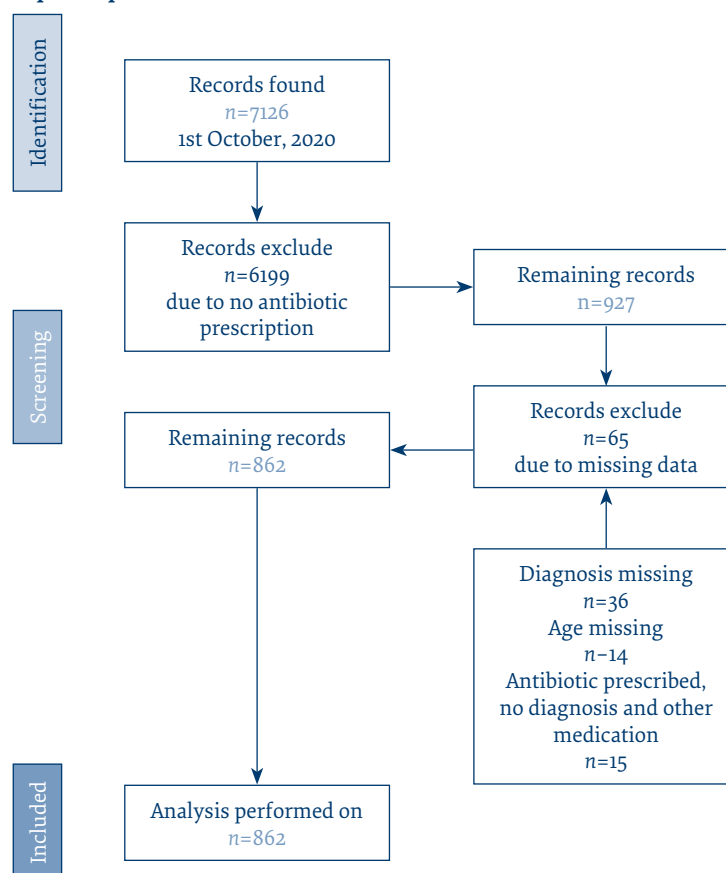 Identification
Records found
n=7126
1st October, 2020
Records exclude
n=6199
due to no antibiotic
prescription
Remaining records
n=927
Screening
Records exclude
n=65
due to missing data
Remaining records
n=862
Diagnosis missing
n=36
Age missing
n−14
Antibiotic prescribed,
no diagnosis and other
medication
n=15
Included
Analysis performed on
n=862